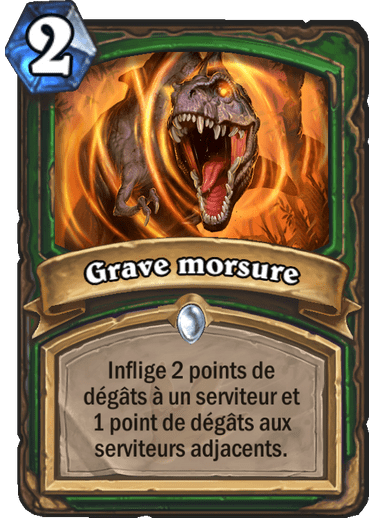 2
Grave morsure
Inflige 2 points de
dégâts à un serviteur et
1 point de dégâts aux
serviteurs adjacents.